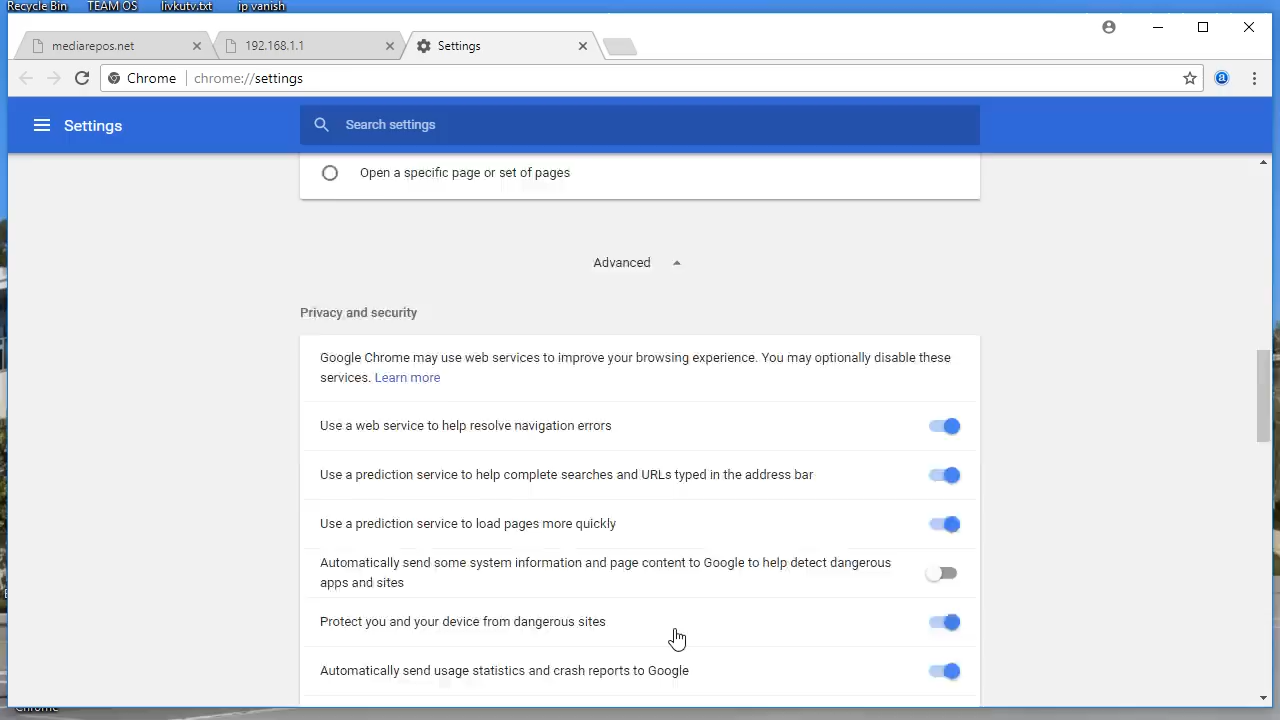 Recycle Bin TEAM OS livkutv.txt ip vanish
mediarepos.net 192.168.1.1 Settings
Chrome chrome://settings
Settings Search settings
Open a specific page or set of pages
Advanced
Privacy and security
Google Chrome may use web services to improve your browsing experience. You may optionally disable these
services. Learn more
Use a web service to help resolve navigation errors
Use a prediction service to help complete searches and URLs typed in the address bar
Use a prediction service to load pages more quickly
Automatically send some system information and page content to Google to help detect dangerous
apps and sites
Protect you and your device from dangerous sites
Automatically send usage statistics and crash reports to Google
Chrome